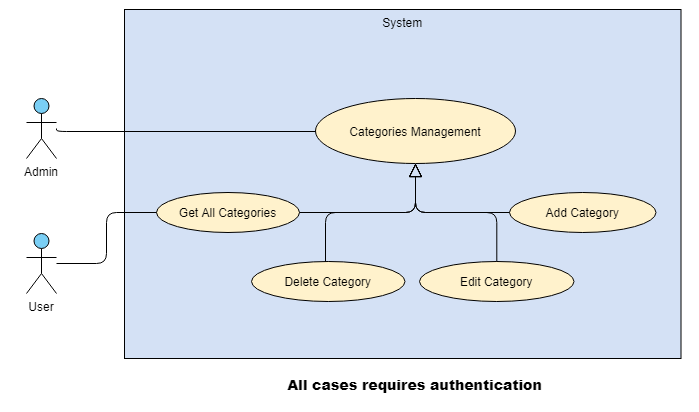 System
Categories Management
Admin
Get All Categories
Add Category
Delete Category
Edit Category
User
All cases requires authentication